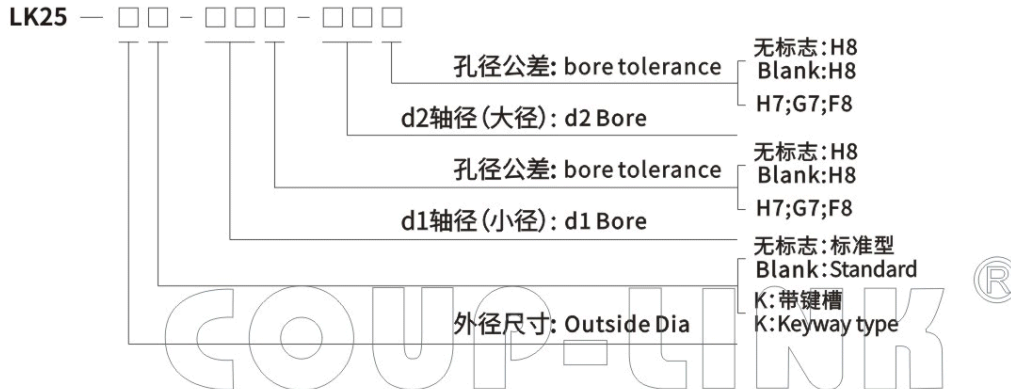 LK25 — □□ - □□□ - □□□
孔径公差: bore tolerance
无标志:H8
Blank:H8
H7;G7;F8
d2轴径(大径): d2 Bore
孔径公差: bore tolerance
无标志:H8
Blank:H8
H7;G7;F8
d1轴径(小径): d1 Bore
无标志:标准型
Blank:Standard
K:带键槽
K:Keyway type
外径尺寸: Outside Dia
COUP-LINK®